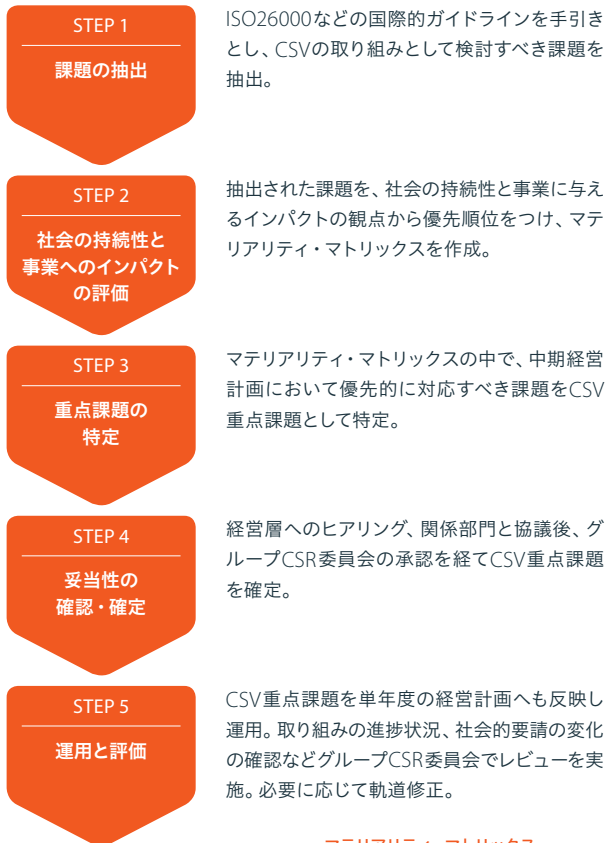 STEP 1
課題の抽出
ISO26000などの国際的ガイドラインを手引き
とし、CSVの取り組みとして検討すべき課題を
抽出。
STEP 2
社会の持続性と
事業へのインパクト
の評価
抽出された課題を、社会の持続性と事業に与え
るインパクトの観点から優先順位をつけ、マテ
リアリティ・マトリックスを作成。
STEP 3
重点課題の
特定
マテリアリティ・マトリックスの中で、中期経営
計画において優先的に対応すべき課題をCSV
重点課題として特定。
STEP 4
妥当性の
確認・確定
経営層へのヒアリング、関係部門と協議後、グ
ループCSR委員会の承認を経てCSV重点課題
を確定。
STEP 5
運用と評価
CSV重点課題を単年度の経営計画へも反映し
運用。取り組みの進捗状況、社会的要請の変化
の確認などグループCSR委員会でレビューを実
施。必要に応じて軌道修正。
マテリアリティ・マトリックス